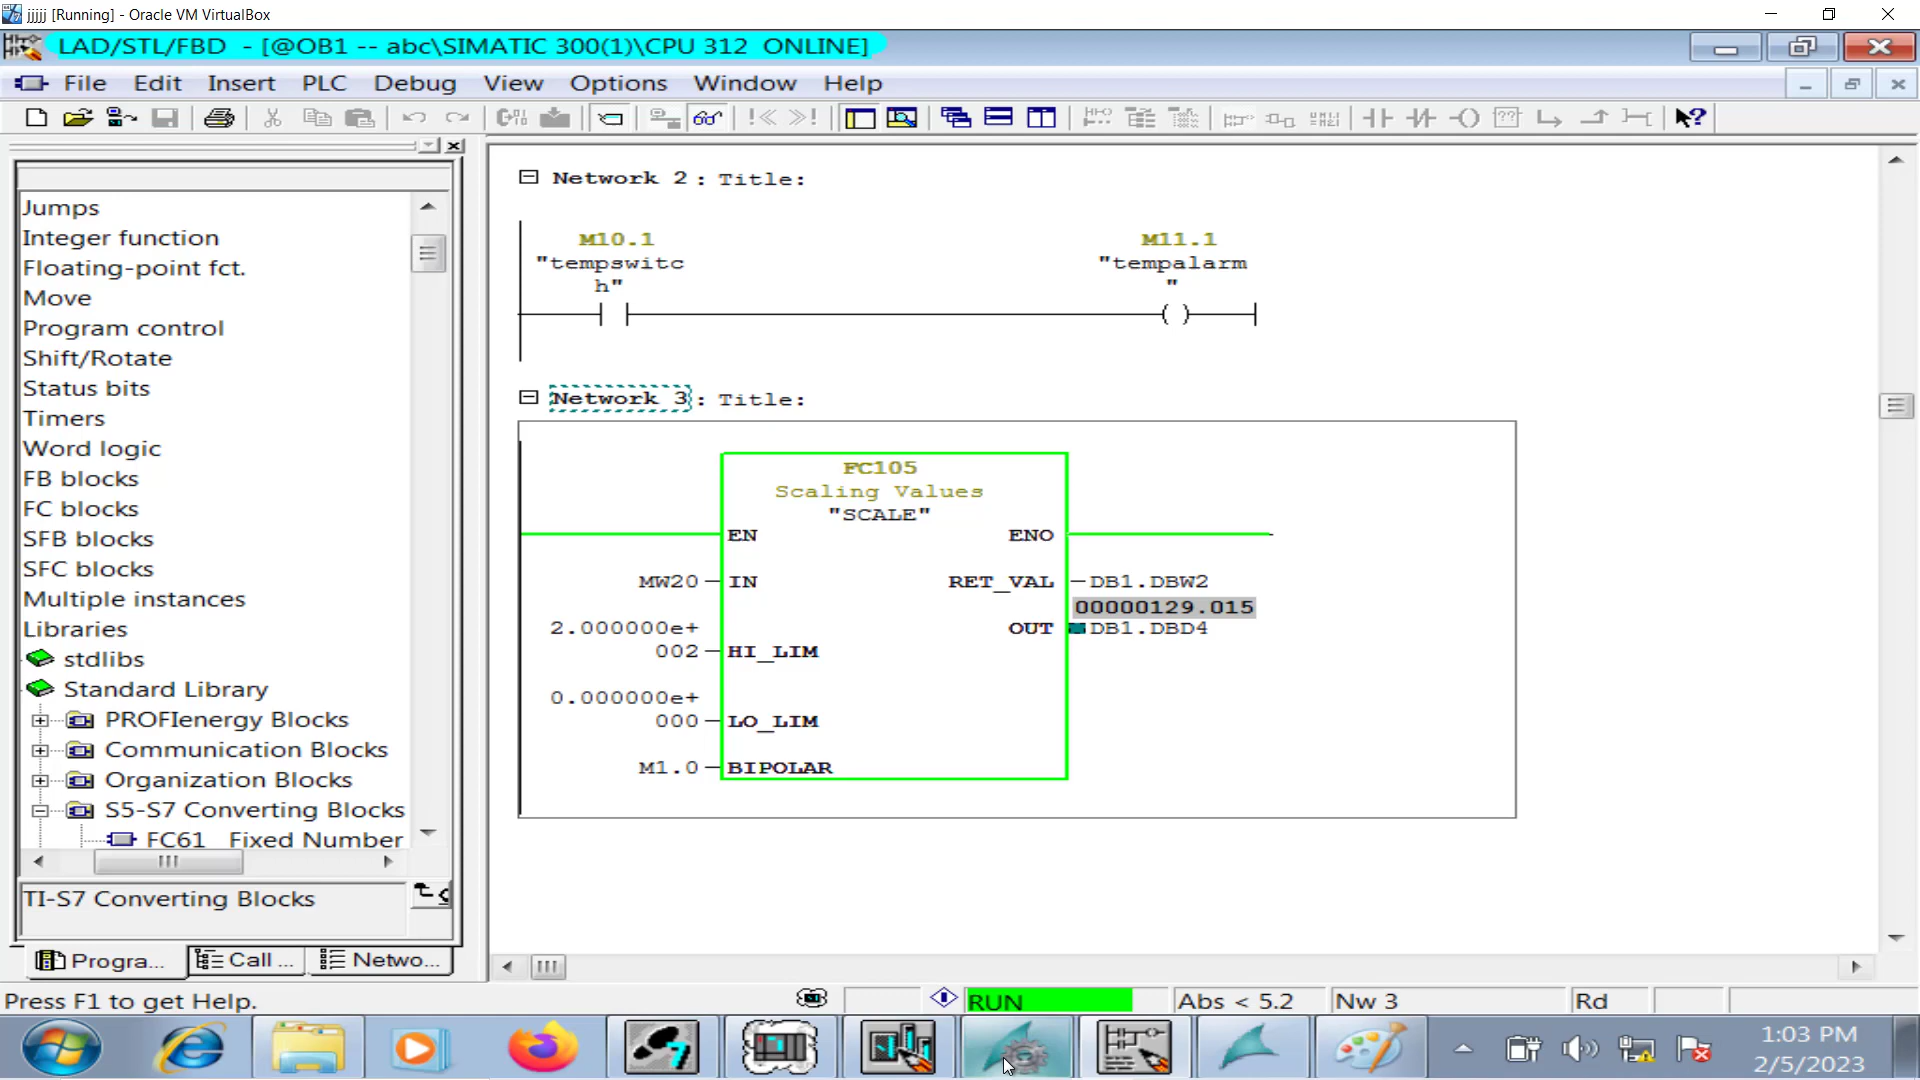 jjjjj [Running] - Oracle VM VirtualBox
LAD/STL/FBD - [@OB1 -- abc\SIMATIC 300(1)\CPU 312 ONLINE]
File Edit Insert PLC Debug View Options Window Help
Jumps
Integer function
Floating-point fct.
Move
Program control
Shift/Rotate
Status bits
Timers
Word logic
FB blocks
FC blocks
SFB blocks
SFC blocks
Multiple instances
Libraries
stdlibs
Standard Library
PROFIenergy Blocks
Communication Blocks
Organization Blocks
S5-S7 Converting Blocks
FC61 Fixed Number
TI-S7 Converting Blocks
Progra... Call ... Netwo...
Network 2 : Title:
M10.1
"tempswitc
h"
M11.1
"tempalarm
"
Network 3 : Title:
FC105
Scaling Values
"SCALE"
EN ENO
MW20 IN RET_VAL DB1.DBW2
00000129.015
OUT DB1.DBD4
2.000000e+
002 HI_LIM
0.000000e+
000 LO_LIM
M1.0 BIPOLAR
Press F1 to get Help.
RUN
Abs < 5.2
Nw 3
Rd
1:03 PM
2/5/2023